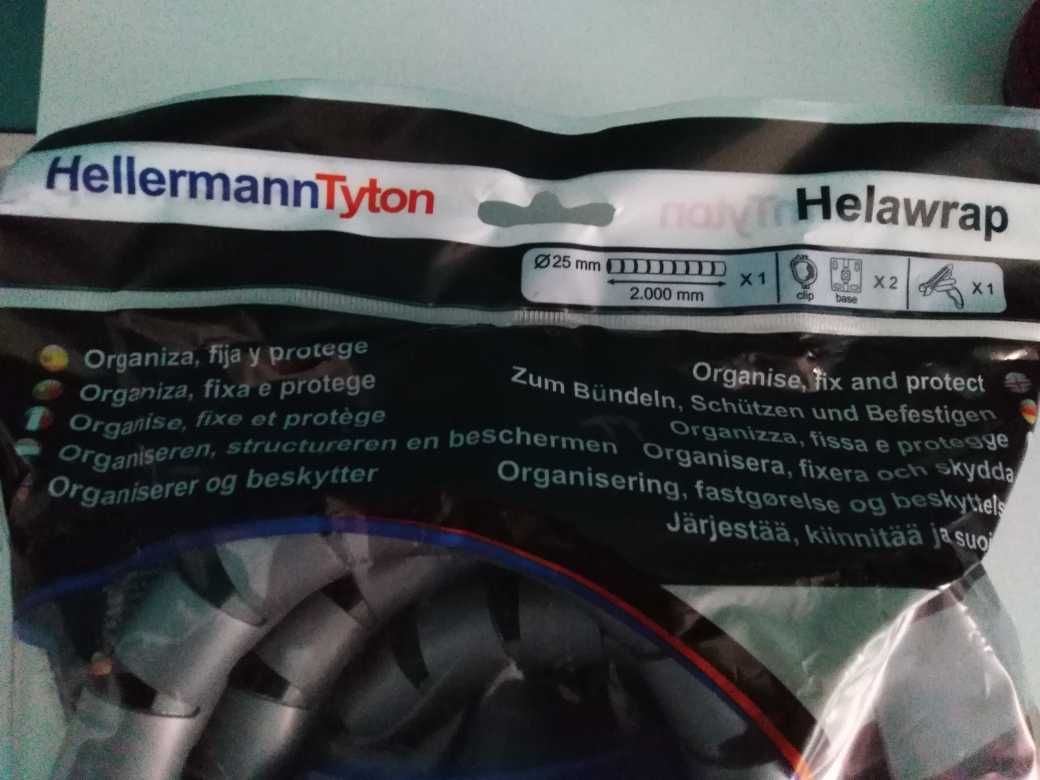 HellermannTyton
Helawrap
Ø25 mm
2.000 mm
X 1
clip
base
X 2
X 1
Organiza, fija y protege
Organiza, fixa e protege
Organise, fixe et protège
Organiseren, structureren en beschermen
Organiserer og beskytter
Organise, fix and protect
Zum Bündeln, Schützen und Befestigen
Organizza, fissa e protegge
Organisera, fixera och skydda
Organisering, fastgørelse og
Järjestää, kiinnitää ja